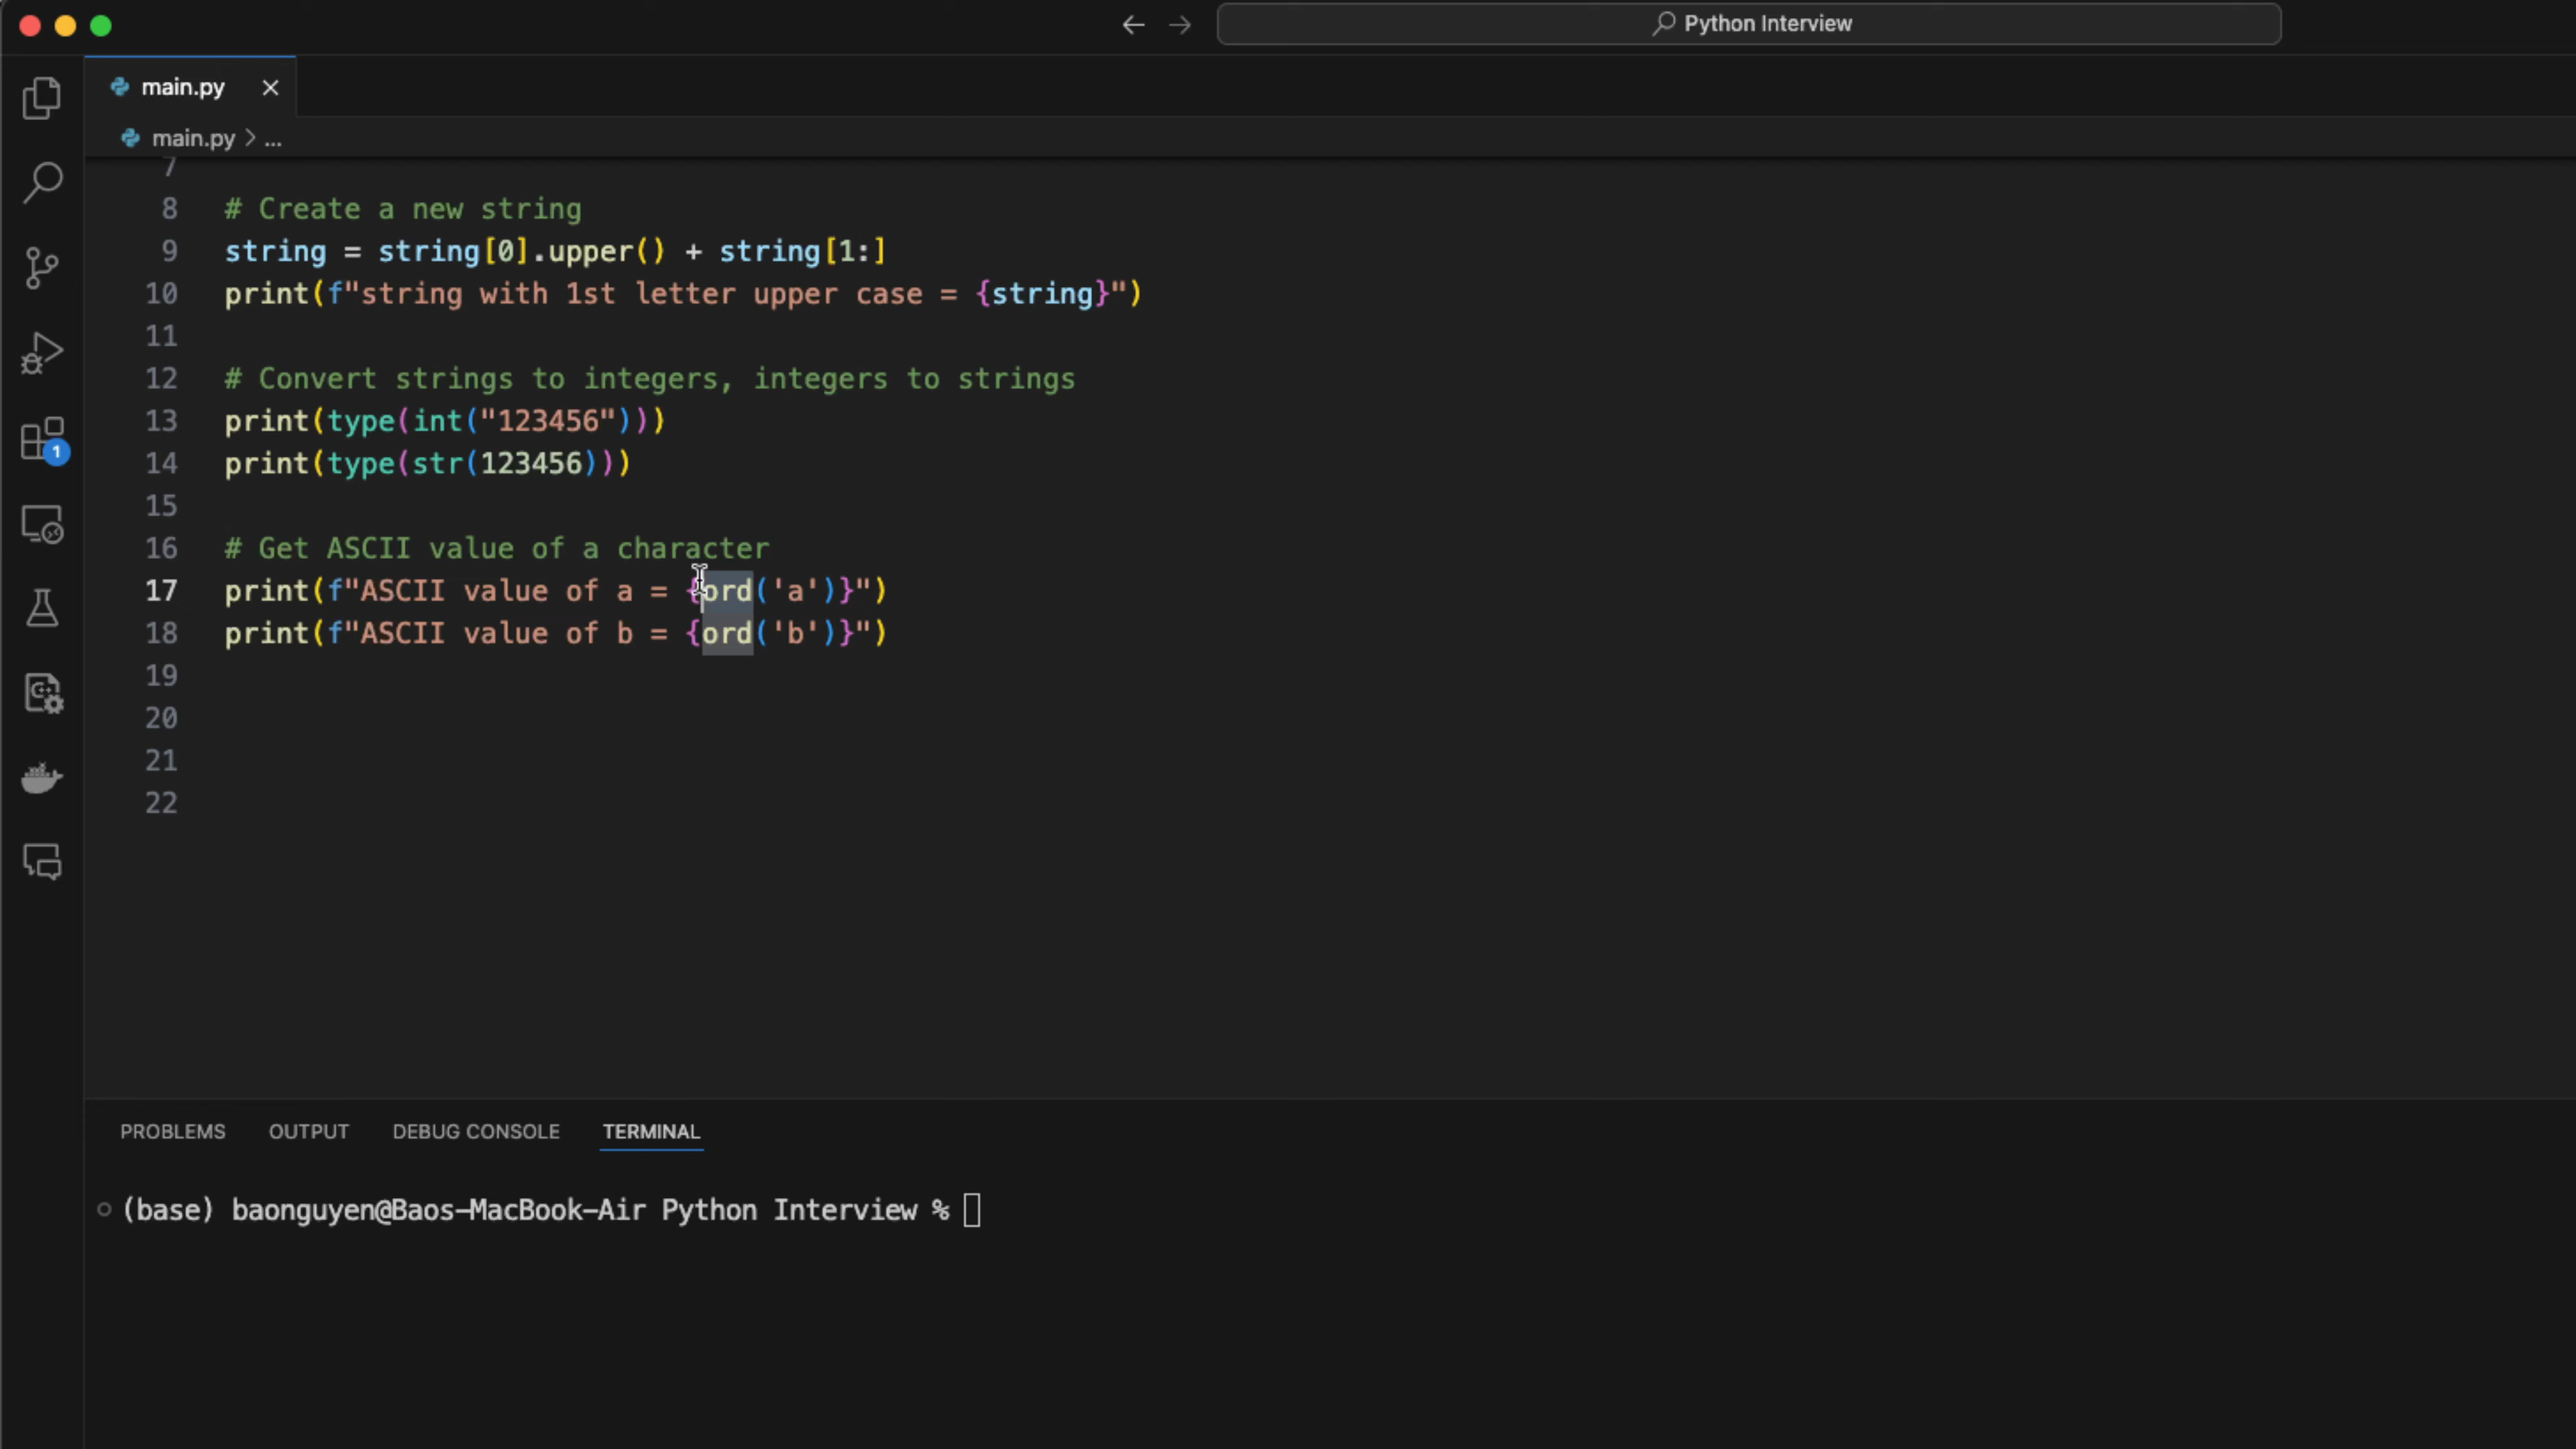 Python Interview
main.py
main.py > ...
7
8 # Create a new string
9 string = string[0].upper() + string[1:]
10 print(f"string with 1st letter upper case = {string}")
11
12 # Convert strings to integers, integers to strings
13 print(type(int("123456")))
14 print(type(str(123456)))
15
16 # Get ASCII value of a character
17 print(f"ASCII value of a = {ord('a')}")
18 print(f"ASCII value of b = {ord('b')}")
19
20
21
22
1
PROBLEMS OUTPUT DEBUG CONSOLE TERMINAL
(base) baonguyen@Baos-MacBook-Air Python Interview %